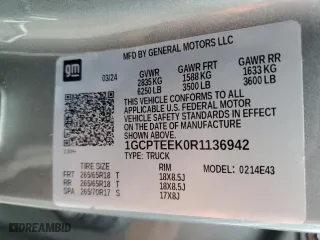 MFD BY GENERAL MOTORS LLC
gm
03/24
GVWR GAWR FRT GAWR RR
2835 KG 1588 KG 1633 KG
6250 LB 3500 LB 3600 LB
THIS VEHICLE CONFORMS TO ALL
APPLICABLE U.S. FEDERAL MOTOR
VEHICLE SAFETY STANDARDS IN
EFFECT ON THE DATE OF MANUFACTURE
SHOWN ABOVE.
1GCPTEEK0R1136942
TYPE: TRUCK
MODEL: 0214E43
TIRE SIZE RIM
FRT 265/65R18 T 18X8.5J
RR 265/65R18 T 18X8.5J
SPA 265/70R17 S 17X8J